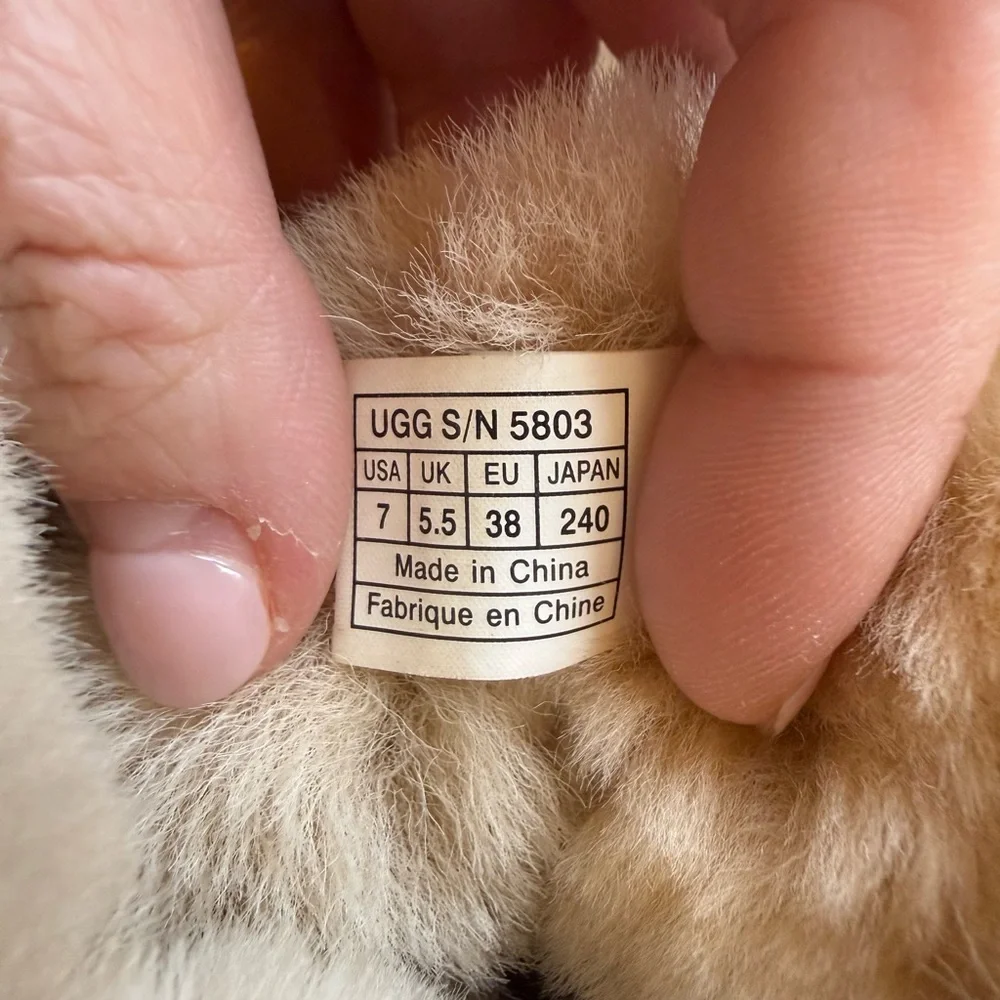 UGG S/N 5803
USA UK EU JAPAN
7 5.5 38 240
Made in China
Fabrique en Chine